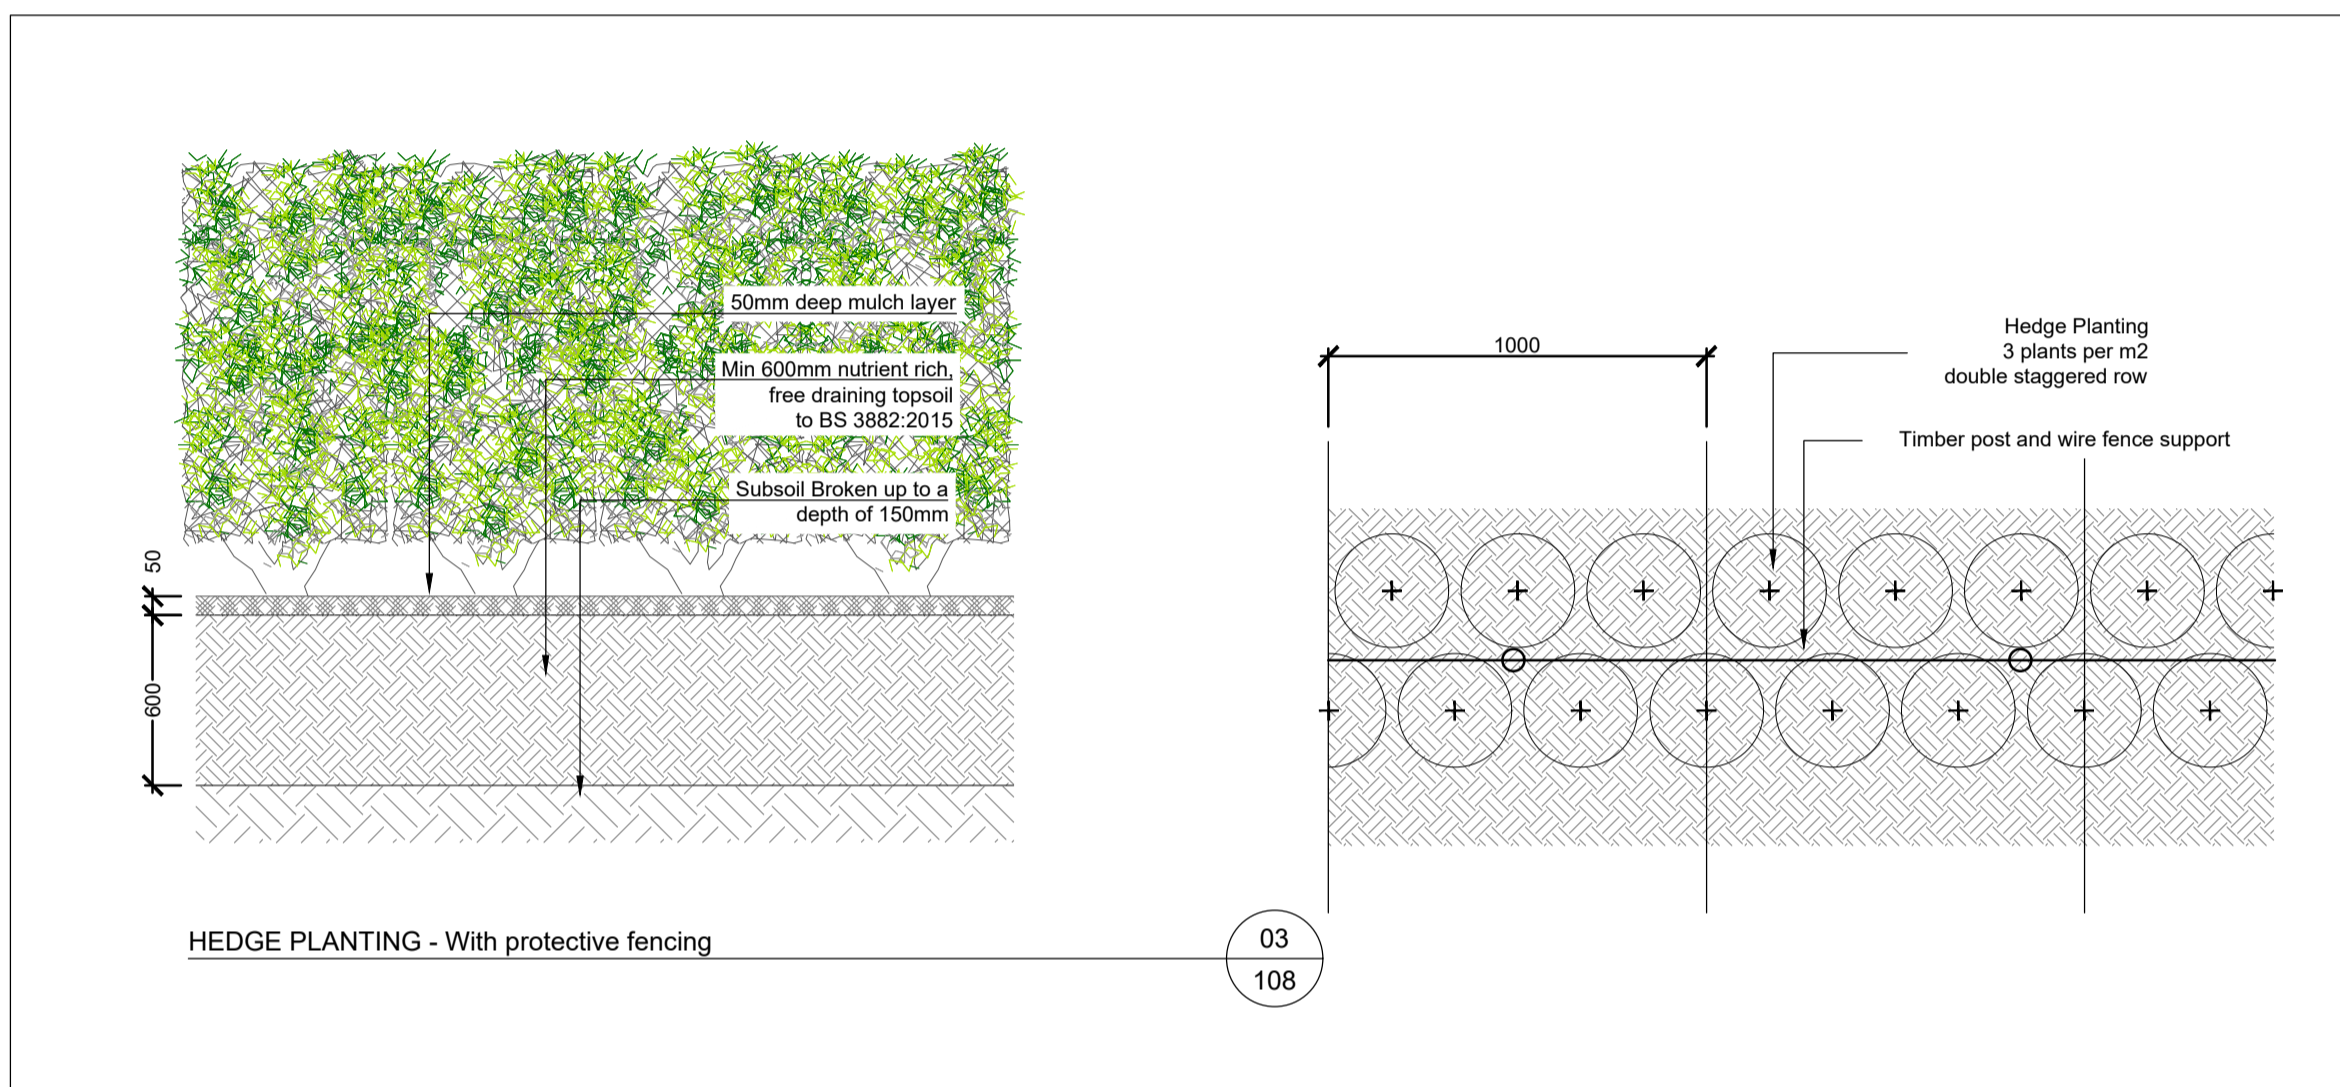 50mm deep mulch layer
Min 600mm nutrient rich,
free draining topsoil
to BS 3882:2015
Subsoil Broken up to a
depth of 150mm
50
600
1000
Hedge Planting
3 plants per m2
double staggered row
Timber post and wire fence support
HEDGE PLANTING - With protective fencing
03
108